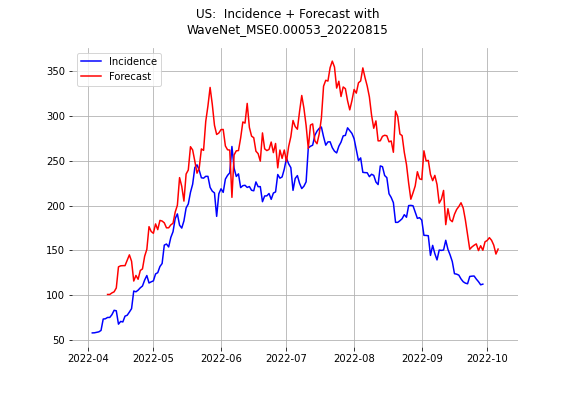 US:  Incidence + Forecast with
WaveNet_MSE0.00053_20220815
Incidence
Forecast
350
300
250
200
150
100
50
2022-04 2022-05 2022-06 2022-07 2022-08 2022-09 2022-10